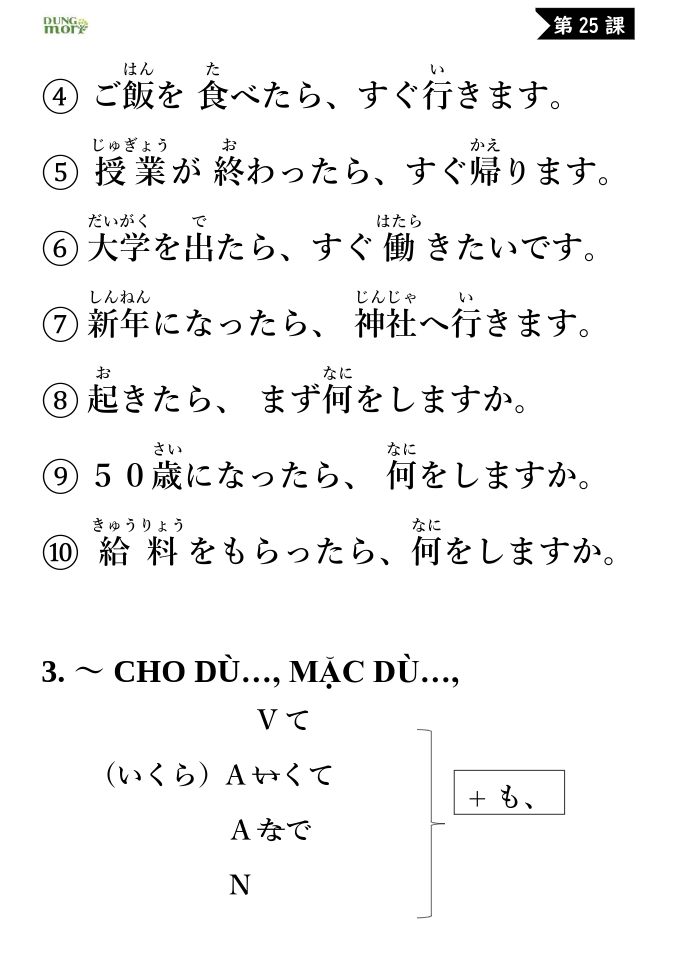 DUNG mori
第 25 課
④ ご飯を 食べたら、すぐ行きます。
はん た い
⑤ 授業が 終わったら、すぐ帰ります。
じゅぎょう お かえ
⑥ 大学を出たら、すぐ 働 きたいです。
だいがく で はたら
⑦ 新年になったら、 神社へ行きます。
しんねん じんじゃ い
⑧ 起きたら、 まず何をしますか。
お なに
⑨ 50歳になったら、 何をしますか。
さい なに
⑩ 給 料 をもらったら、何をしますか。
きゅうりょう なに
3. ～ CHO DÙ…, MẶC DÙ…,
V て
(いくら) A いくて
A なで
N
+ も、